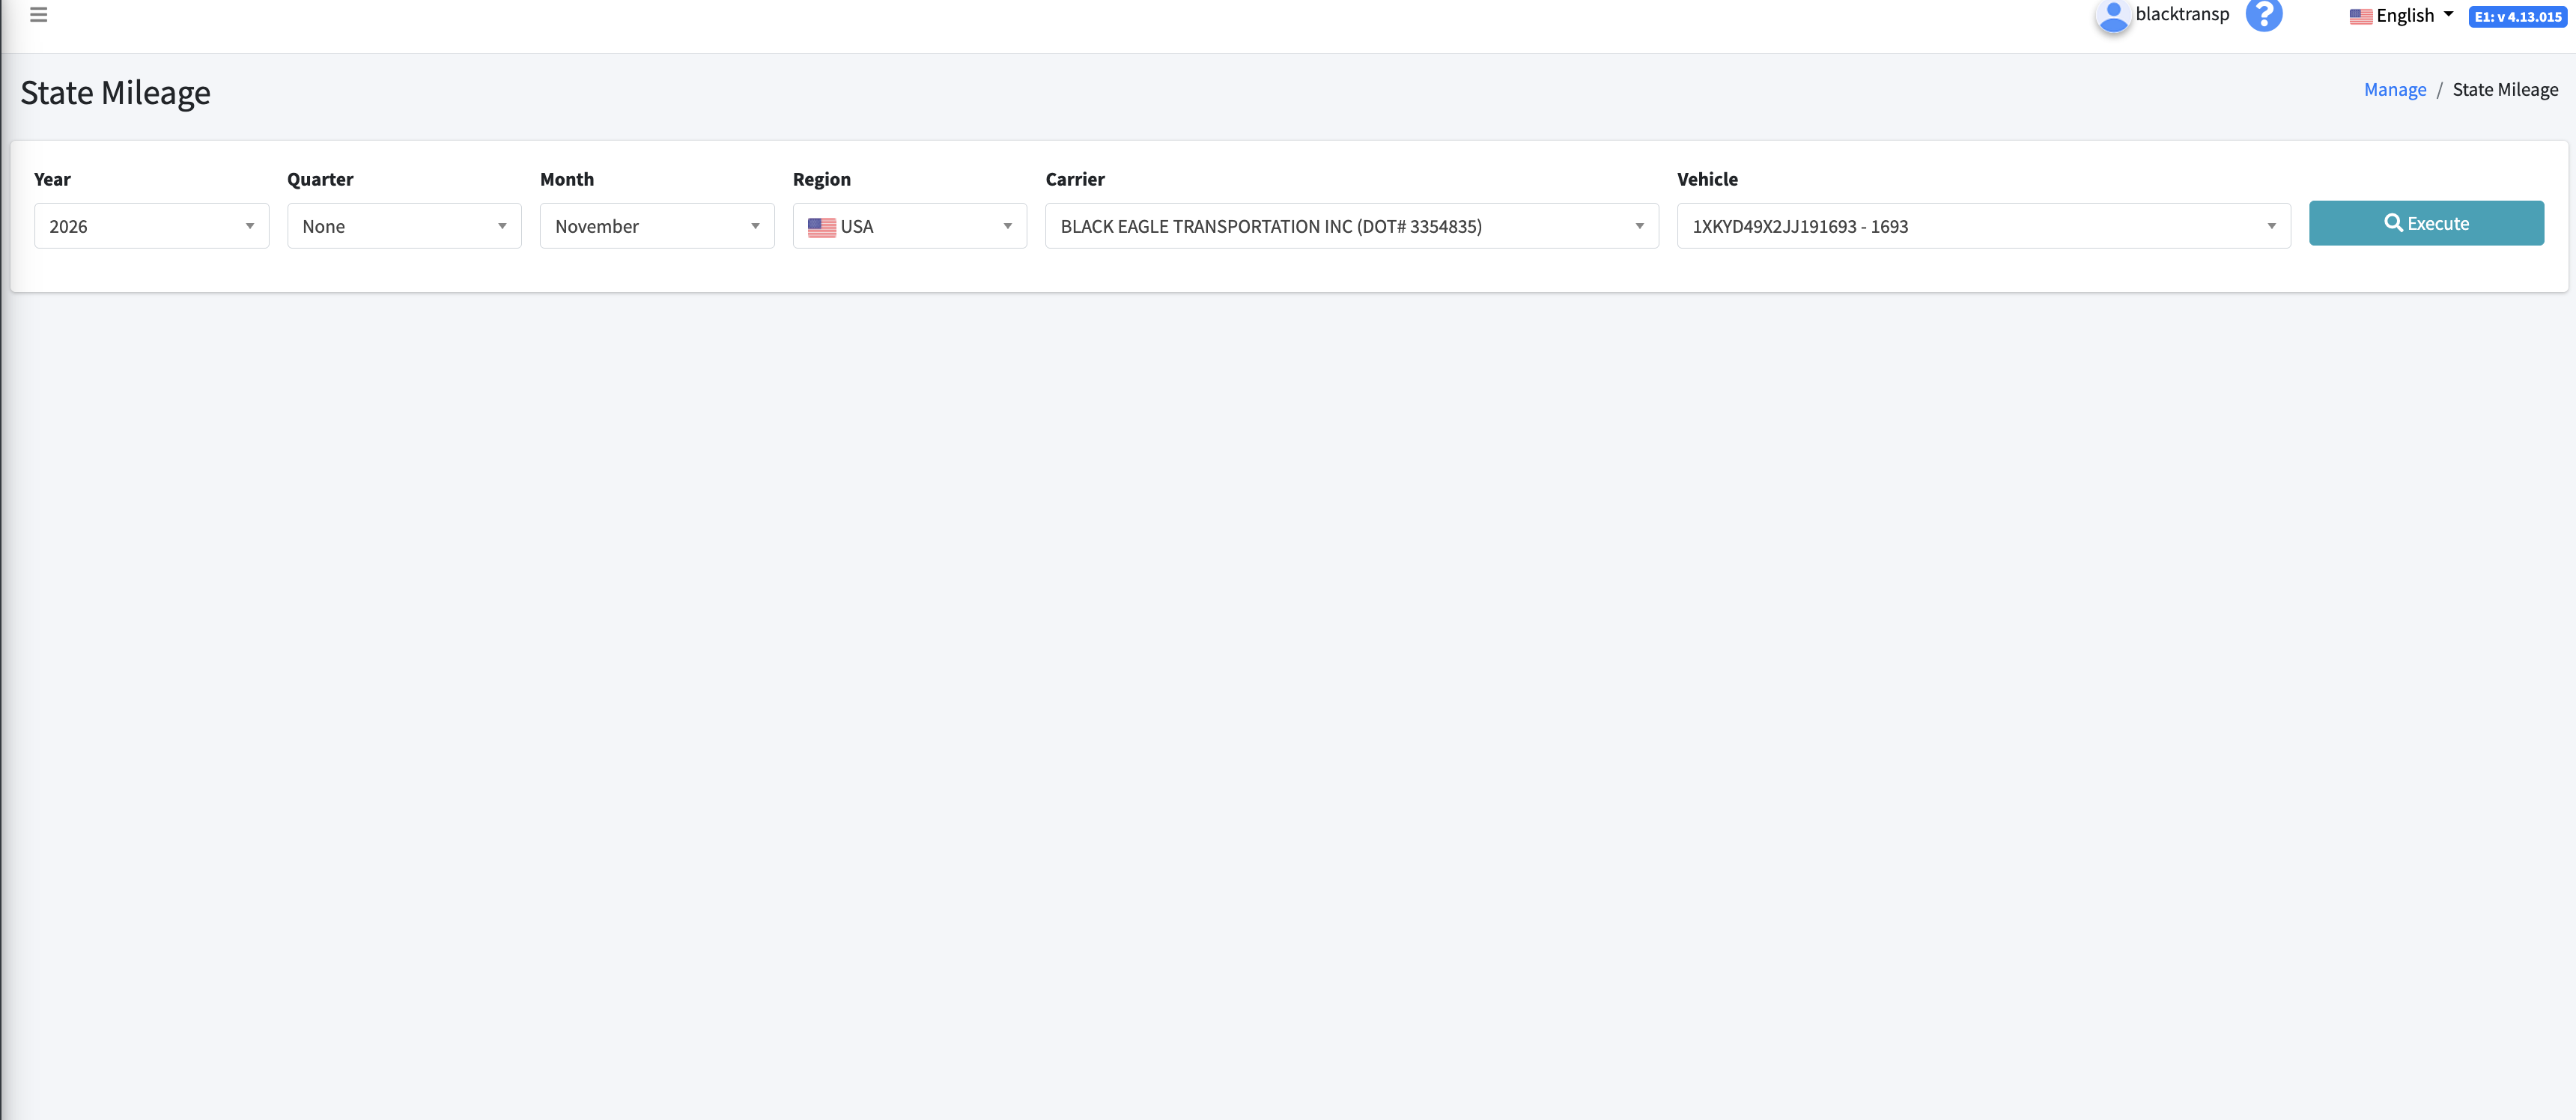 blacktransp
English
E1: v 4.13.015
State Mileage
Manage / State Mileage
Year
Quarter
Month
Region
Carrier
Vehicle
2026
None
November
USA
BLACK EAGLE TRANSPORTATION INC (DOT# 3354835)
1XKYD49X2JJ191693 - 1693
Execute